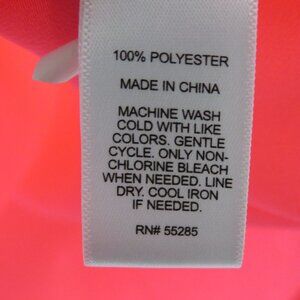 100% POLYESTER
MADE IN CHINA
MACHINE WASH
COLD WITH LIKE
COLORS. GENTLE
CYCLE. ONLY NON-
CHLORINE BLEACH
WHEN NEEDED. LINE
DRY. COOL IRON
IF NEEDED.
RN# 55285